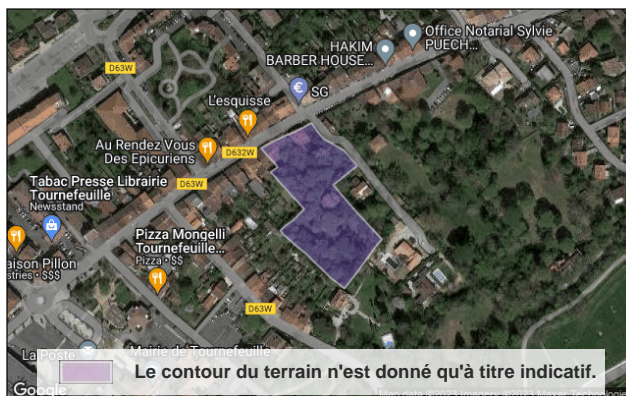 Office Notarial Sylvie
PUECH...
HAKIM
BARBER HOUSE...
D63W
SG
L'esquisse
Au Rendez Vous
Des Epicuriens
D632W
Tabac Presse Librairie
Tournefeuille
Newsstand
D63W
Pizza Mongelli
Tournefeuille...
Pizza • $$
aison Pillon
stries • $$$
D63W
La Poste
Mairie de Tournefeuille
Le contour du terrain n'est donné qu'à titre indicatif.
Google